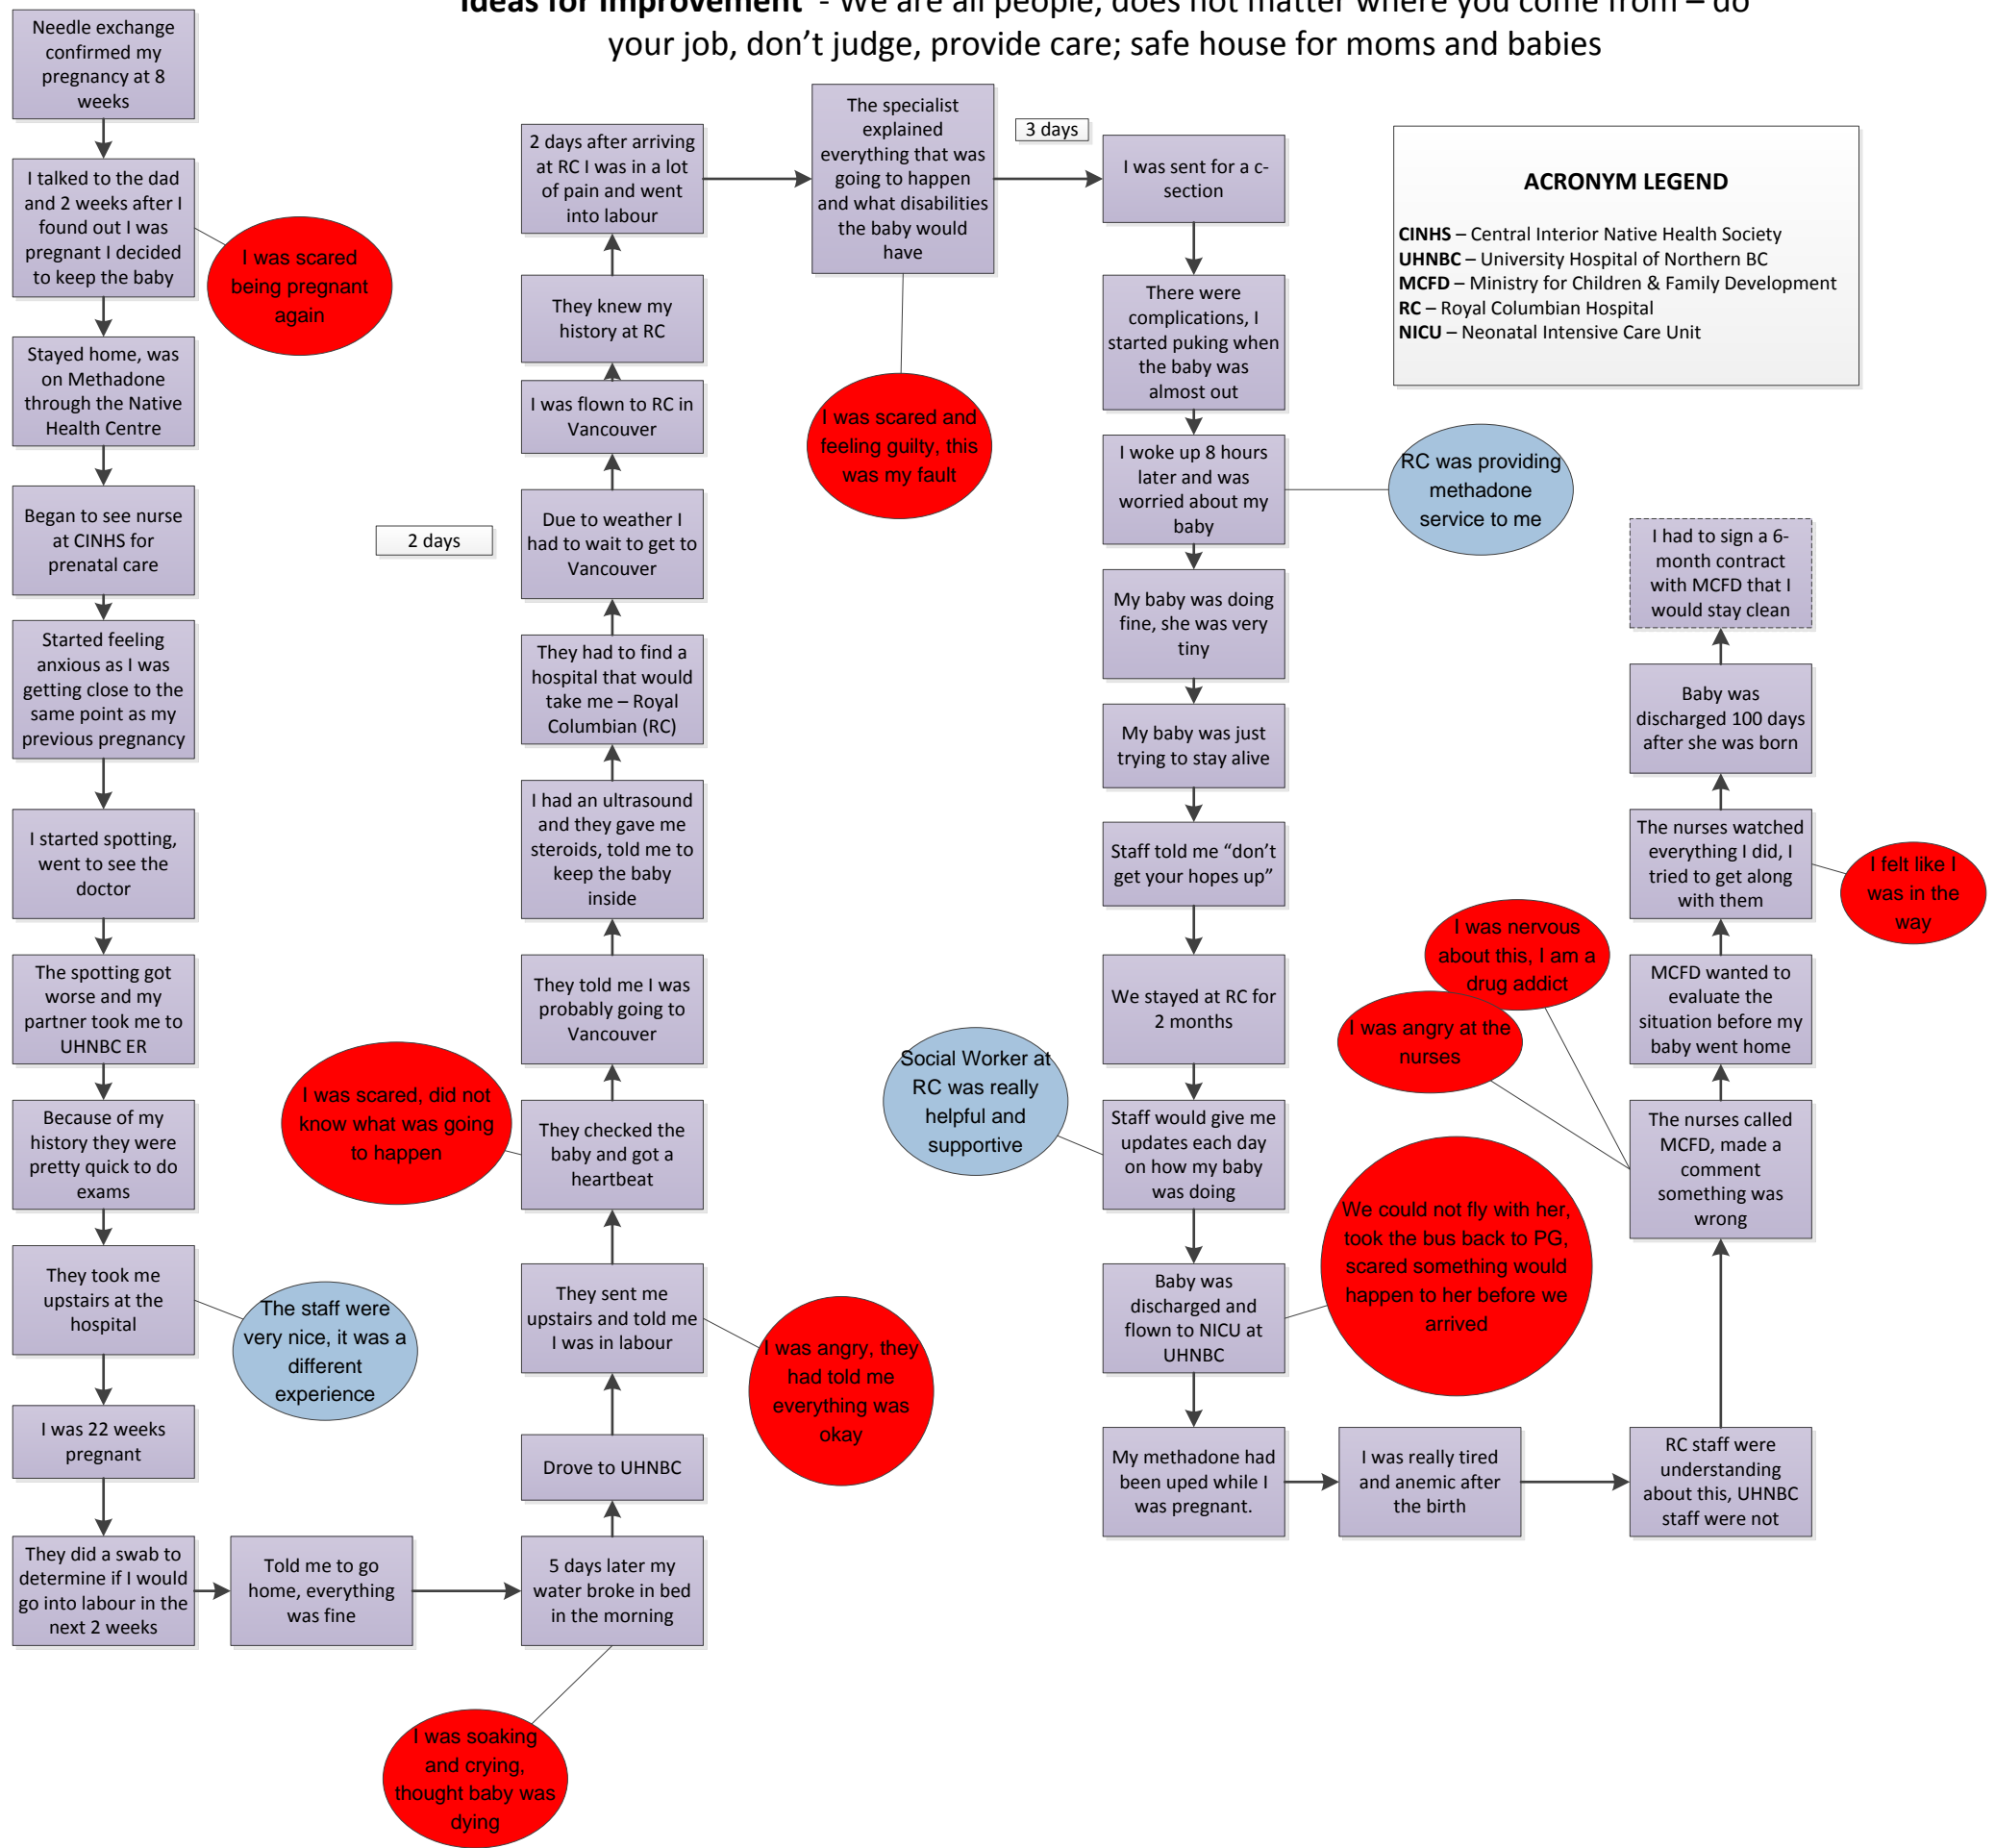 Ideas for Improvement - We are all people, does not matter where you come from – do
your job, don't judge, provide care; safe house for moms and babies
Needle exchange
confirmed my
pregnancy at 8
weeks
I talked to the dad
and 2 weeks after I
found out I was
pregnant I decided
to keep the baby
I was scared
being pregnant
again
Stayed home, was
on Methadone
through the Native
Health Centre
Began to see nurse
at CINHS for
prenatal care
Started feeling
anxious as I was
getting close to the
same point as my
previous pregnancy
I started spotting,
went to see the
doctor
The spotting got
worse and my
partner took me to
UHNBC ER
Because of my
history they were
pretty quick to do
exams
They took me
upstairs at the
hospital
The staff were
very nice, it was a
different
experience
I was 22 weeks
pregnant
They did a swab to
determine if I would
go into labour in the
next 2 weeks
Told me to go
home, everything
was fine
5 days later my
water broke in bed
in the morning
I was soaking
and crying,
thought baby was
dying
Drove to UHNBC
They sent me
upstairs and told me
I was in labour
I was angry, they
had told me
everything was
okay
They checked the
baby and got a
heartbeat
I was scared, did not
know what was going
to happen
They told me I was
probably going to
Vancouver
I had an ultrasound
and they gave me
steroids, told me to
keep the baby
inside
They had to find a
hospital that would
take me – Royal
Columbian (RC)
Due to weather I
had to wait to get to
Vancouver
2 days
I was flown to RC in
Vancouver
They knew my
history at RC
2 days after arriving
at RC I was in a lot
of pain and went
into labour
The specialist
explained
everything that was
going to happen
and what disabilities
the baby would
have
I was scared and
feeling guilty, this
was my fault
3 days
I was sent for a c-
section
There were
complications, I
started puking when
the baby was
almost out
I woke up 8 hours
later and was
worried about my
baby
RC was providing
methadone
service to me
My baby was doing
fine, she was very
tiny
My baby was just
trying to stay alive
Staff told me “don't
get your hopes up”
We stayed at RC for
2 months
Staff would give me
updates each day
on how my baby
was doing
Social Worker at
RC was really
helpful and
supportive
Baby was
discharged and
flown to NICU at
UHNBC
We could not fly with her,
took the bus back to PG,
scared something would
happen to her before we
arrived
My methadone had
been uped while I
was pregnant.
I was really tired
and anemic after
the birth
RC staff were
understanding
about this, UHNBC
staff were not
The nurses called
MCFD, made a
comment
something was
wrong
I was nervous
about this, I am a
drug addict
I was angry at the
nurses
MCFD wanted to
evaluate the
situation before my
baby went home
The nurses watched
everything I did, I
tried to get along
with them
I felt like I
was in the
way
Baby was
discharged 100 days
after she was born
I had to sign a 6-
month contract
with MCFD that I
would stay clean
ACRONYM LEGEND
CINHS – Central Interior Native Health Society
UHNBC – University Hospital of Northern BC
MCFD – Ministry for Children & Family Development
RC – Royal Columbian Hospital
NICU – Neonatal Intensive Care Unit